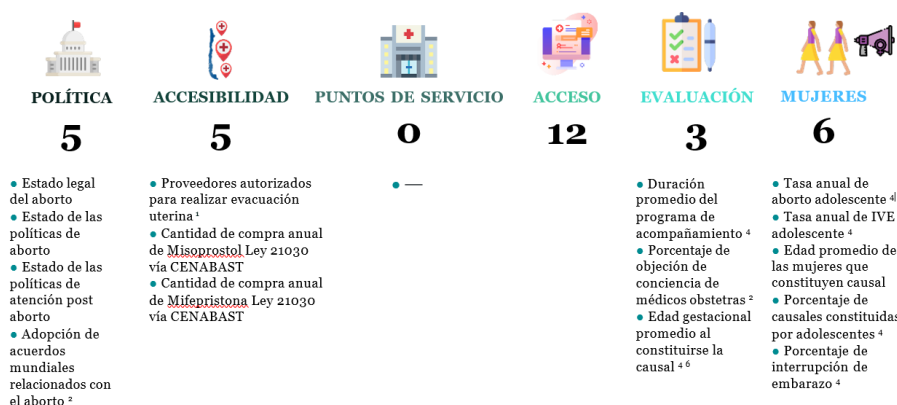 POLÍTICA
5
● Estado legal
del aborto
● Estado de las
políticas de
aborto
● Estado de las
políticas de
atención post
aborto
● Adopción de
acuerdos
mundiales
relacionados con
el aborto ²
ACCESIBILIDAD
5
● Proveedores autorizados
para realizar evacuación
uterina ¹
● Cantidad de compra anual
de Misoprostol Ley 21030
vía CENABAST
● Cantidad de compra anual
de Mifepristona Ley 21030
vía CENABAST
PUNTOS DE SERVICIO
0
● —
ACCESO
12
EVALUACIÓN
3
● Duración
promedio del
programa de
acompañamiento ⁴
● Porcentaje de
objeción de
conciencia de
médicos obstetras ²
● Edad gestacional
promedio al
constituirse la
causal ⁴ ⁶
MUJERES
6
● Tasa anual de
aborto adolescente ⁴
● Tasa anual de IVE
adolescente ⁴
● Edad promedio de
las mujeres que
constituyen causal
● Porcentaje de
causales constituidas
por adolescentes ⁴
● Porcentaje de
interrupción de
embarazo ⁴